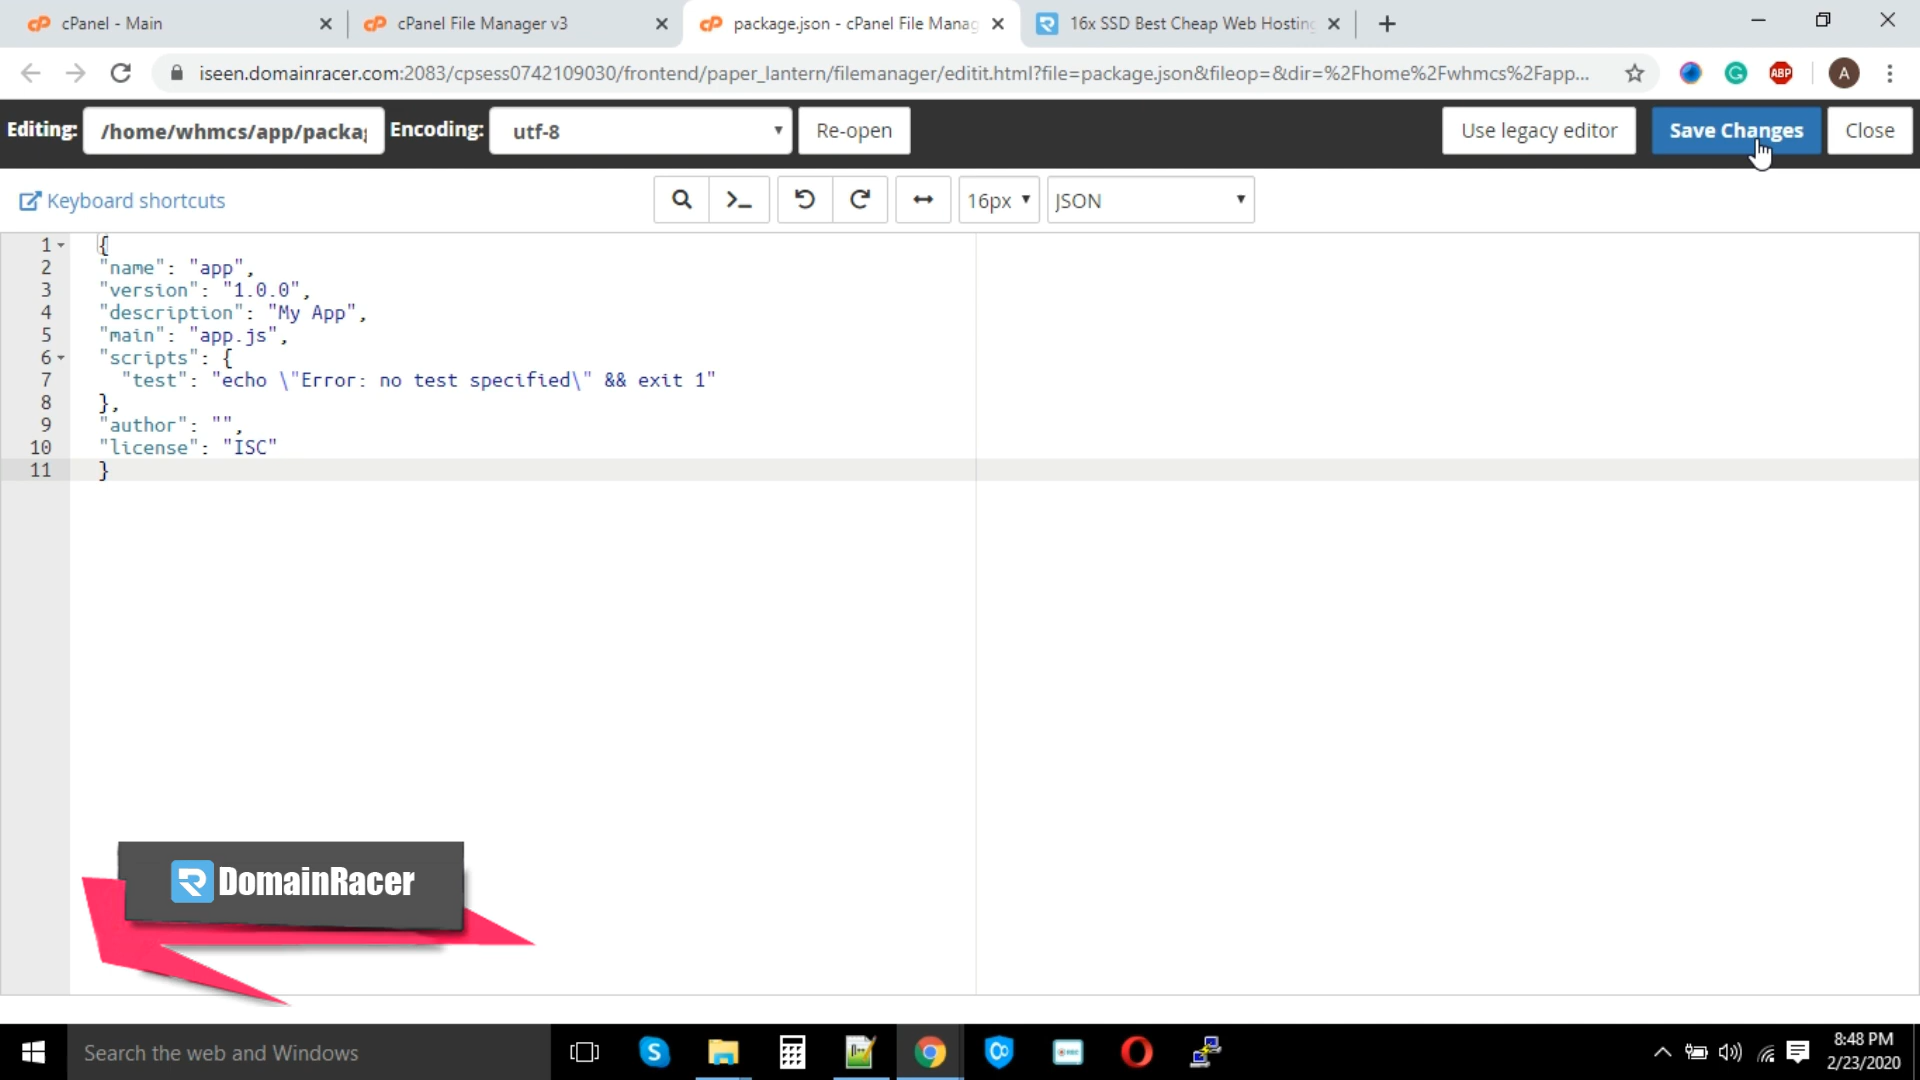 cPanel - Main
cPanel File Manager v3
package.json - cPanel File Manag
16x SSD Best Cheap Web Hosting
iseen.domainracer.com:2083/cpsess0742109030/frontend/paper_lantern/filemanager/editit.html?file=package.json&fileop=&dir=%2Fhome%2Fwhmcs%2Fapp...
ABP
A
Editing:
/home/whmcs/app/packag
Encoding:
utf-8
Re-open
Use legacy editor
Save Changes
Close
Keyboard shortcuts
16px
JSON
1 {
2 "name": "app",
3 "version": "1.0.0",
4 "description": "My App",
5 "main": "app.js",
6 "scripts": {
7 "test": "echo \"Error: no test specified\" && exit 1"
8 },
9 "author": "",
10 "license": "ISC"
11 }
DomainRacer
Search the web and Windows
8:48 PM
2/23/2020